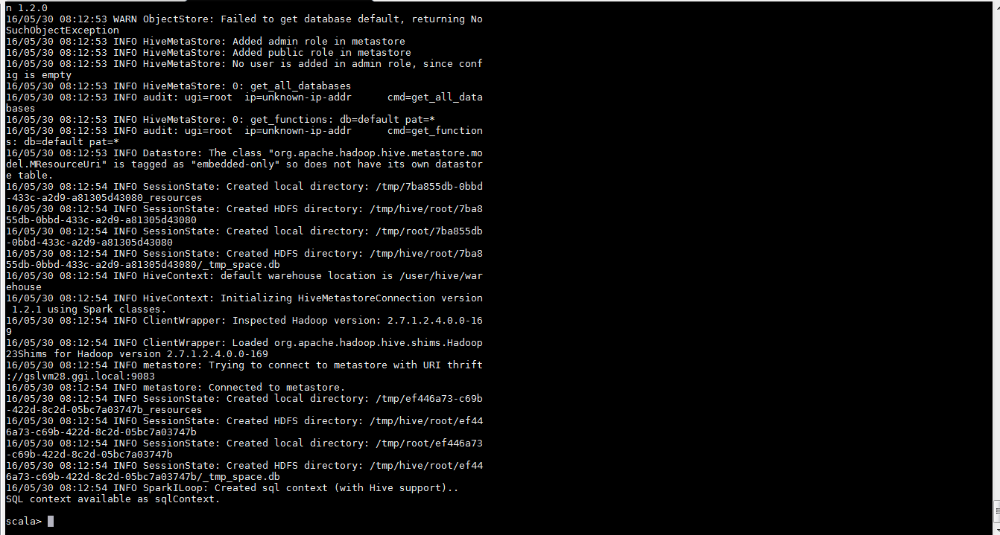 n 1.2.0
16/05/30 08:12:53 WARN ObjectStore: Failed to get database default, returning No
SuchObjectException
16/05/30 08:12:53 INFO HiveMetaStore: Added admin role in metastore
16/05/30 08:12:53 INFO HiveMetaStore: Added public role in metastore
16/05/30 08:12:53 INFO HiveMetaStore: No user is added in admin role, since conf
ig is empty
16/05/30 08:12:53 INFO HiveMetaStore: 0: get_all_databases
16/05/30 08:12:53 INFO audit: ugi=root  ip=unknown-ip-addr      cmd=get_all_data
bases
16/05/30 08:12:53 INFO HiveMetaStore: 0: get_functions: db=default pat=*
16/05/30 08:12:53 INFO audit: ugi=root  ip=unknown-ip-addr      cmd=get_function
s: db=default pat=*
16/05/30 08:12:53 INFO Datastore: The class "org.apache.hadoop.hive.metastore.mo
del.MResourceUri" is tagged as "embedded-only" so does not have its own datastor
e table.
16/05/30 08:12:54 INFO SessionState: Created local directory: /tmp/7ba855db-0bbd
-433c-a2d9-a81305d43080_resources
16/05/30 08:12:54 INFO SessionState: Created HDFS directory: /tmp/hive/root/7ba8
55db-0bbd-433c-a2d9-a81305d43080
16/05/30 08:12:54 INFO SessionState: Created local directory: /tmp/root/7ba855db
-0bbd-433c-a2d9-a81305d43080
16/05/30 08:12:54 INFO SessionState: Created HDFS directory: /tmp/hive/root/7ba8
55db-0bbd-433c-a2d9-a81305d43080/_tmp_space.db
16/05/30 08:12:54 INFO HiveContext: default warehouse location is /user/hive/war
ehouse
16/05/30 08:12:54 INFO HiveContext: Initializing HiveMetastoreConnection version
 1.2.1 using Spark classes.
16/05/30 08:12:54 INFO ClientWrapper: Inspected Hadoop version: 2.7.1.2.4.0.0-16
9
16/05/30 08:12:54 INFO ClientWrapper: Loaded org.apache.hadoop.hive.shims.Hadoop
23Shims for Hadoop version 2.7.1.2.4.0.0-169
16/05/30 08:12:54 INFO metastore: Trying to connect to metastore with URI thrift
://gslvm28.ggi.local:9083
16/05/30 08:12:54 INFO metastore: Connected to metastore.
16/05/30 08:12:54 INFO SessionState: Created local directory: /tmp/ef446a73-c69b
-422d-8c2d-05bc7a03747b_resources
16/05/30 08:12:54 INFO SessionState: Created HDFS directory: /tmp/hive/root/ef44
6a73-c69b-422d-8c2d-05bc7a03747b
16/05/30 08:12:54 INFO SessionState: Created local directory: /tmp/root/ef446a73
-c69b-422d-8c2d-05bc7a03747b
16/05/30 08:12:54 INFO SessionState: Created HDFS directory: /tmp/hive/root/ef44
6a73-c69b-422d-8c2d-05bc7a03747b/_tmp_space.db
16/05/30 08:12:54 INFO SparkILoop: Created sql context (with Hive support)..
SQL context available as sqlContext.
scala>